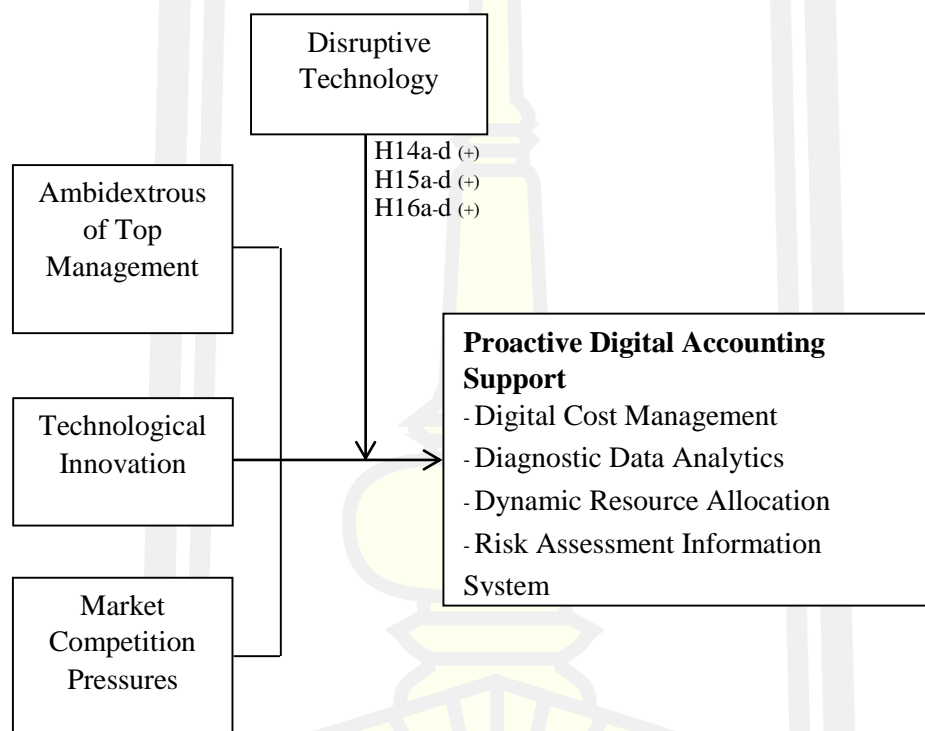 Disruptive
Technology
H14a-d (+)
H15a-d (+)
H16a-d (+)
Ambidextrous
of Top
Management
Technological
Innovation
Market
Competition
Pressures
Proactive Digital Accounting
Support
- Digital Cost Management
- Diagnostic Data Analytics
- Dynamic Resource Allocation
- Risk Assessment Information
System